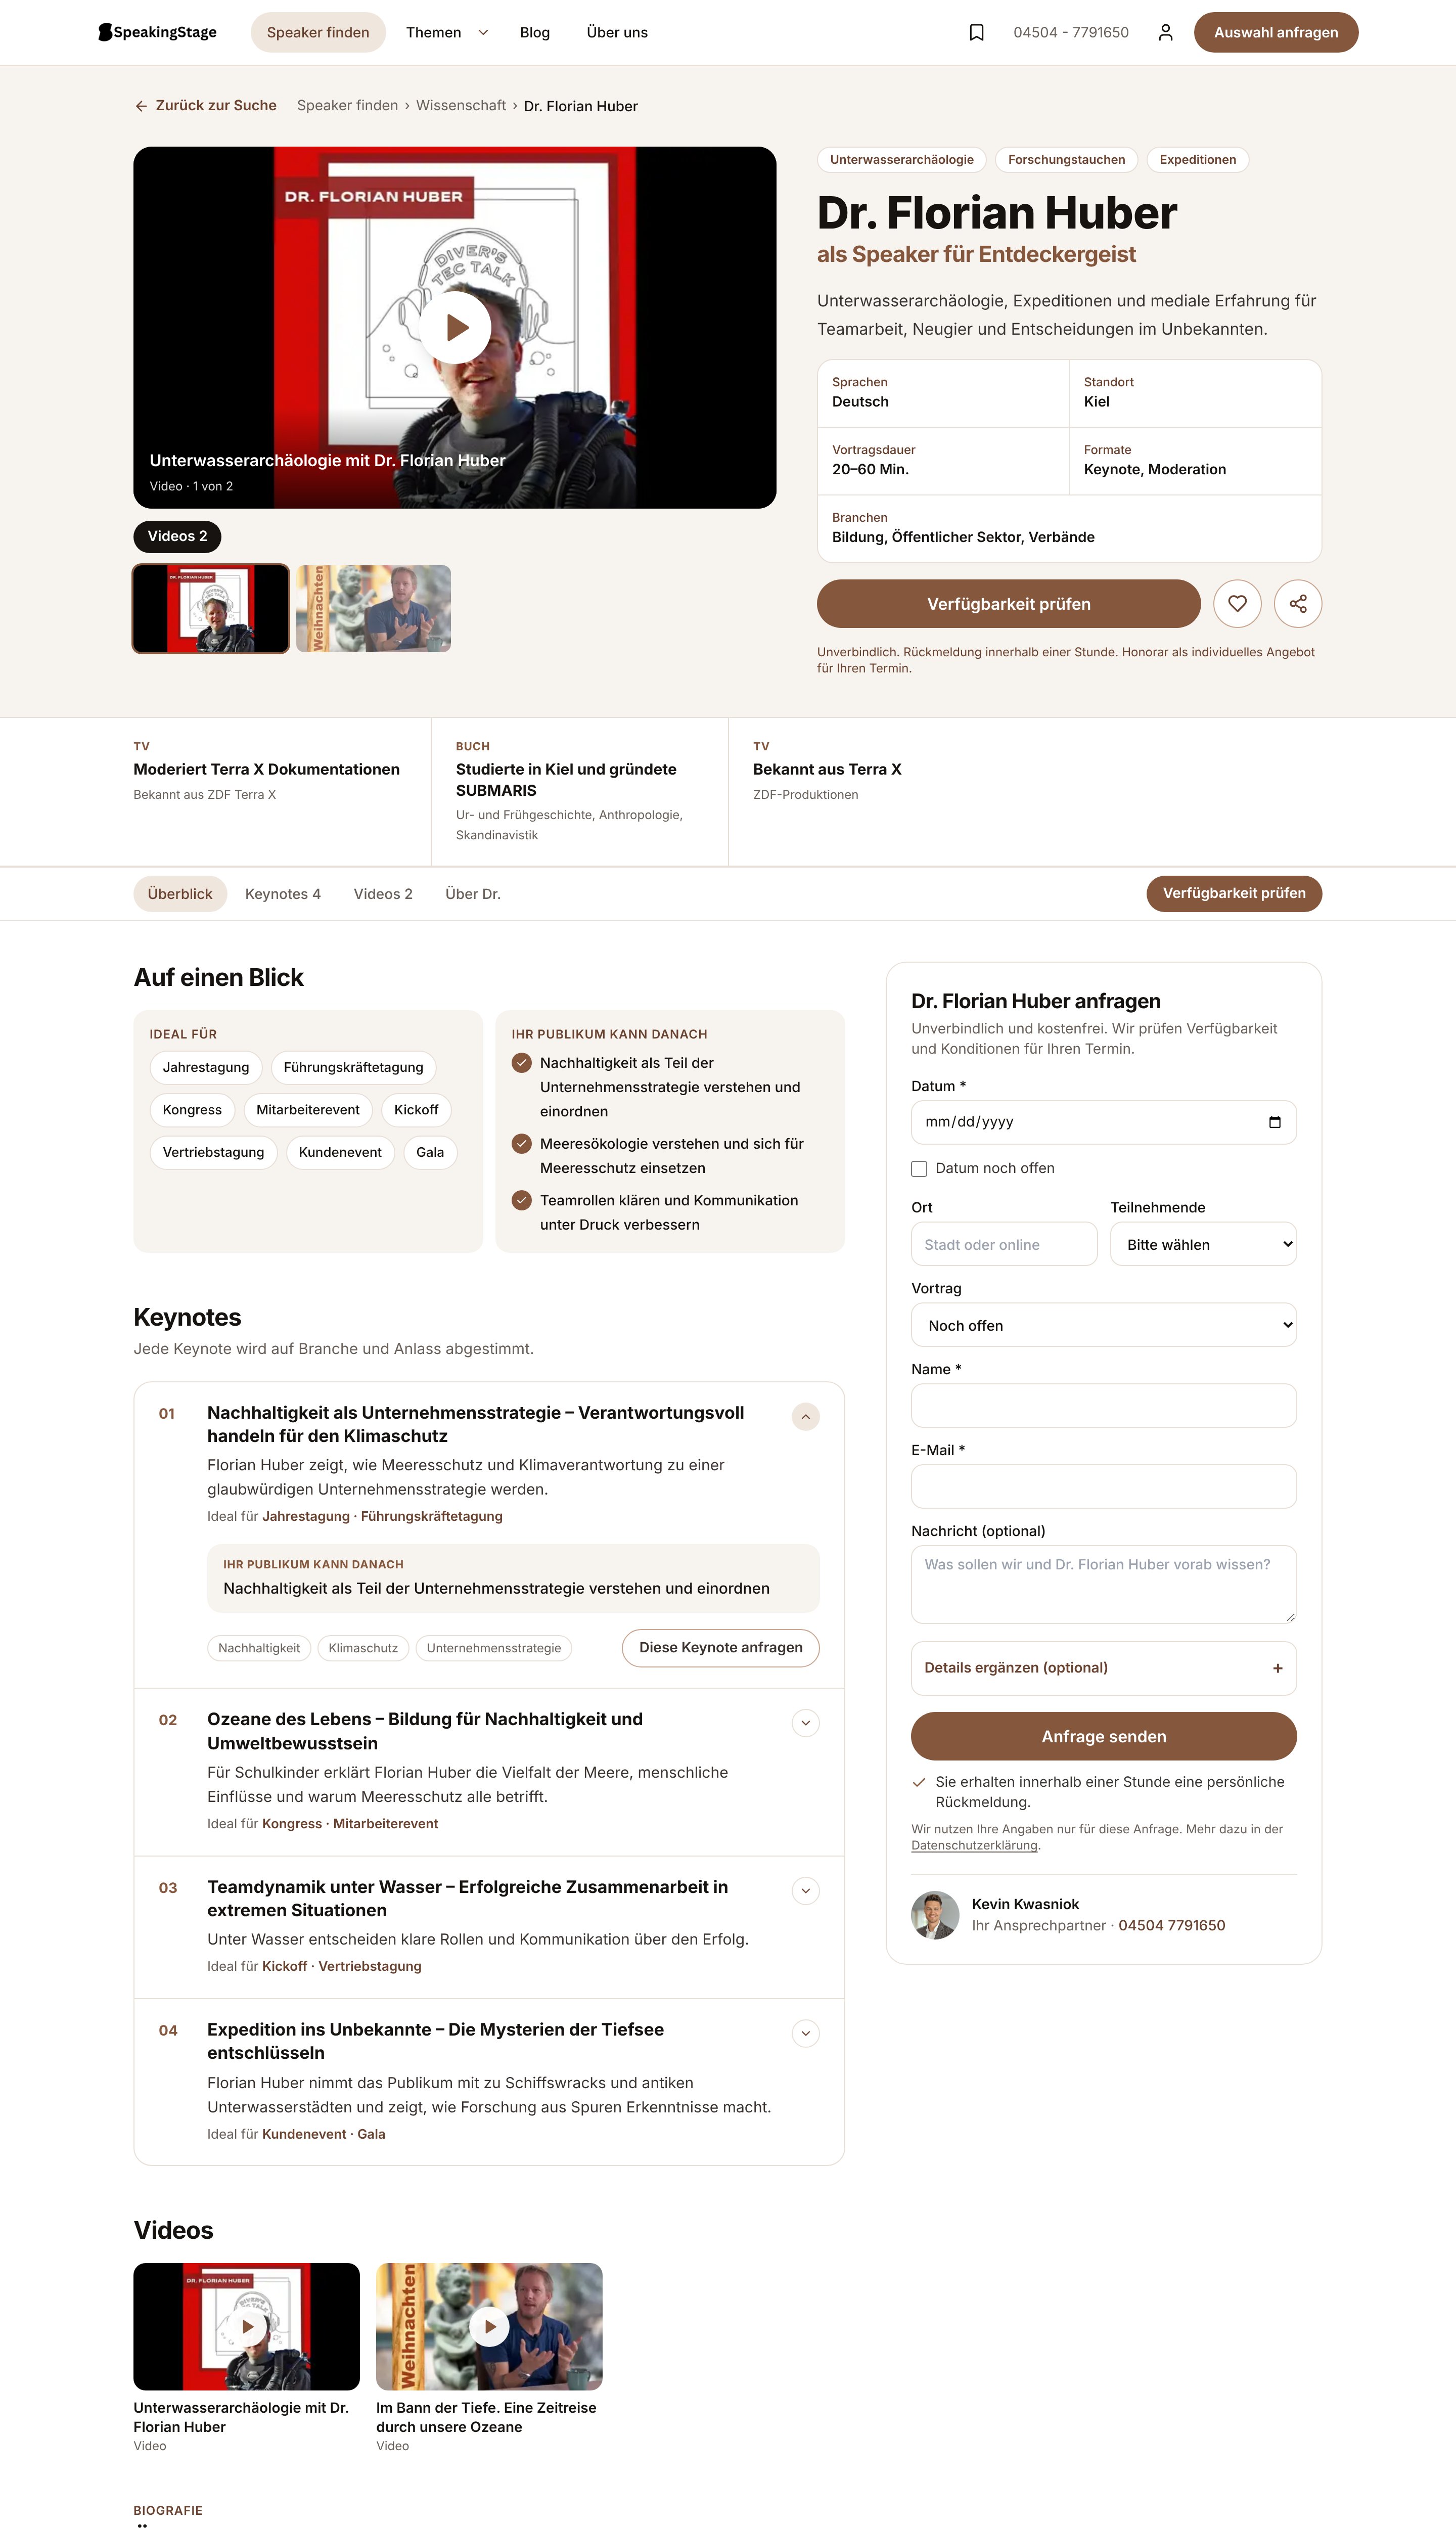 SpeakingStage
Speaker finden
Themen
Blog
Über uns
04504 - 7791650
Auswahl anfragen
Zurück zur Suche
Speaker finden › Wissenschaft › Dr. Florian Huber
DR. FLORIAN HUBER
DIVER'S
TEC TALK
Unterwasserarchäologie mit Dr. Florian Huber
Video · 1 von 2
Videos 2
DR. FLORIAN HUBER
Weihnachten
Unterwasserarchäologie
Forschungstauchen
Expeditionen
Dr. Florian Huber
als Speaker für Entdeckergeist
Unterwasserarchäologie, Expeditionen und mediale Erfahrung für
Teamarbeit, Neugier und Entscheidungen im Unbekannten.
Sprachen
Deutsch
Standort
Kiel
Vortragsdauer
20–60 Min.
Formate
Keynote, Moderation
Branchen
Bildung, Öffentlicher Sektor, Verbände
Verfügbarkeit prüfen
Unverbindlich. Rückmeldung innerhalb einer Stunde. Honorar als individuelles Angebot
für Ihren Termin.
TV
Moderiert Terra X Dokumentationen
Bekannt aus ZDF Terra X
BUCH
Studierte in Kiel und gründete
SUBMARIS
Ur- und Frühgeschichte, Anthropologie,
Skandinavistik
TV
Bekannt aus Terra X
ZDF-Produktionen
Überblick
Keynotes 4
Videos 2
Über Dr.
Verfügbarkeit prüfen
Auf einen Blick
IDEAL FÜR
Jahrestagung
Führungskräftetagung
Kongress
Mitarbeiterevent
Kickoff
Vertriebstagung
Kundenevent
Gala
IHR PUBLIKUM KANN DANACH
Nachhaltigkeit als Teil der
Unternehmensstrategie verstehen und
einordnen
Meeresökologie verstehen und sich für
Meeresschutz einsetzen
Teamrollen klären und Kommunikation
unter Druck verbessern
Keynotes
Jede Keynote wird auf Branche und Anlass abgestimmt.
01
Nachhaltigkeit als Unternehmensstrategie – Verantwortungsvoll
handeln für den Klimaschutz
Florian Huber zeigt, wie Meeresschutz und Klimaverantwortung zu einer
glaubwürdigen Unternehmensstrategie werden.
Ideal für Jahrestagung · Führungskräftetagung
IHR PUBLIKUM KANN DANACH
Nachhaltigkeit als Teil der Unternehmensstrategie verstehen und einordnen
Nachhaltigkeit
Klimaschutz
Unternehmensstrategie
Diese Keynote anfragen
02
Ozeane des Lebens – Bildung für Nachhaltigkeit und
Umweltbewusstsein
Für Schulkinder erklärt Florian Huber die Vielfalt der Meere, menschliche
Einflüsse und warum Meeresschutz alle betrifft.
Ideal für Kongress · Mitarbeiterevent
03
Teamdynamik unter Wasser – Erfolgreiche Zusammenarbeit in
extremen Situationen
Unter Wasser entscheiden klare Rollen und Kommunikation über den Erfolg.
Ideal für Kickoff · Vertriebstagung
04
Expedition ins Unbekannte – Die Mysterien der Tiefsee
entschlüsseln
Florian Huber nimmt das Publikum mit zu Schiffswracks und antiken
Unterwasserstädten und zeigt, wie Forschung aus Spuren Erkenntnisse macht.
Ideal für Kundenevent · Gala
Dr. Florian Huber anfragen
Unverbindlich und kostenfrei. Wir prüfen Verfügbarkeit
und Konditionen für Ihren Termin.
Datum *
mm/dd/yyyy
Datum noch offen
Ort
Stadt oder online
Teilnehmende
Bitte wählen
Vortrag
Noch offen
Name *
E-Mail *
Nachricht (optional)
Was sollen wir und Dr. Florian Huber vorab wissen?
Details ergänzen (optional) +
Anfrage senden
Sie erhalten innerhalb einer Stunde eine persönliche
Rückmeldung.
Wir nutzen Ihre Angaben nur für diese Anfrage. Mehr dazu in der
Datenschutzerklärung.
Kevin Kwasniok
Ihr Ansprechpartner · 04504 7791650
Videos
DR. FLORIAN HUBER
Weihnachten
Unterwasserarchäologie mit Dr.
Florian Huber
Video
Im Bann der Tiefe. Eine Zeitreise
durch unsere Ozeane
Video
BIOGRAFIE